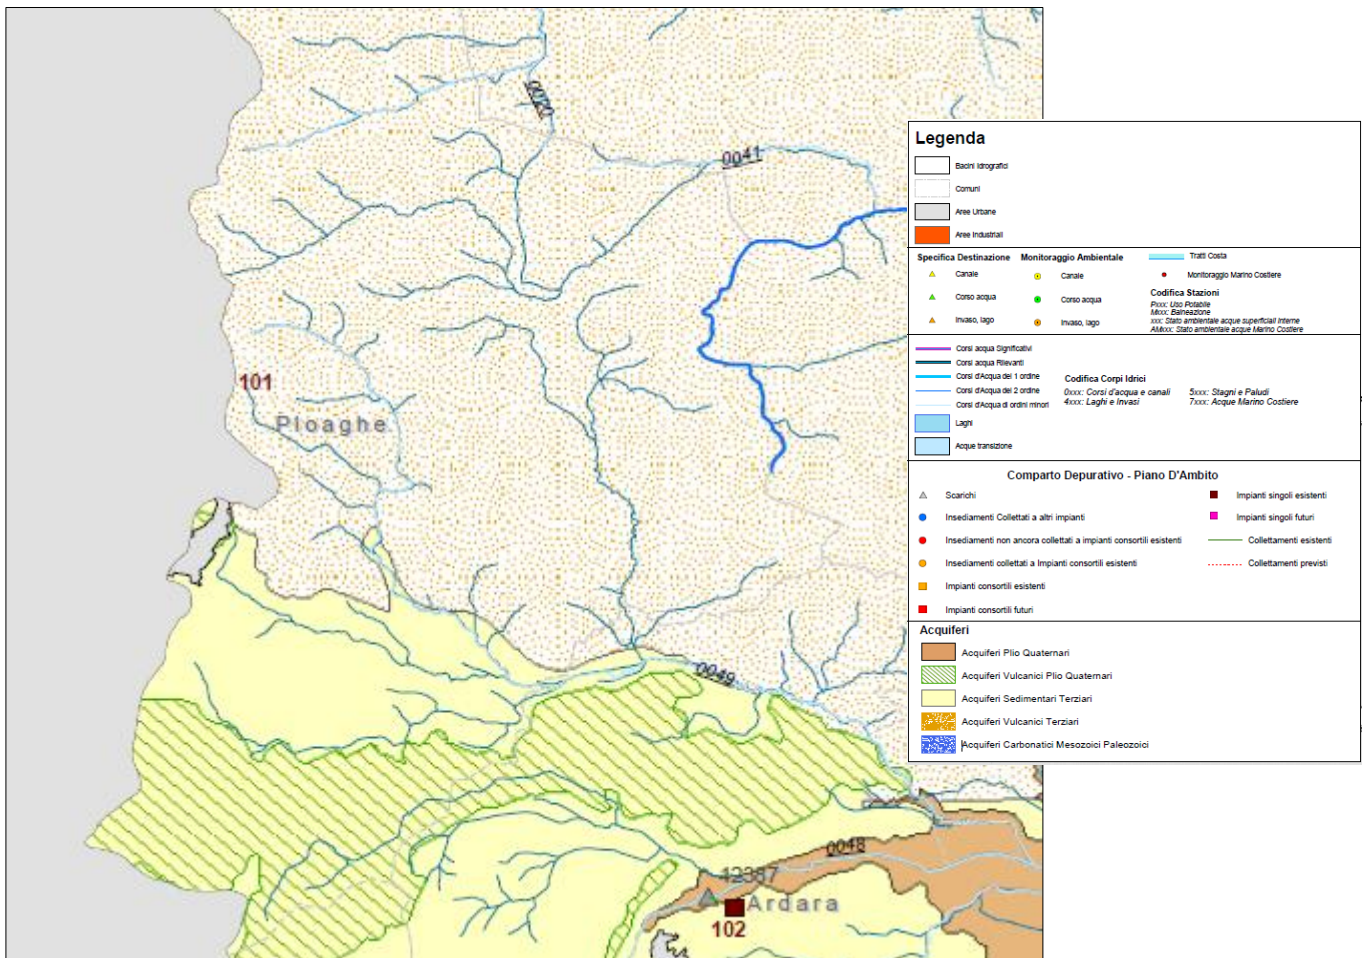 0020
0041
101
Ploaghe
0049
0048
12387
Ardara
102
Legenda
Bacini Idrografici
Comuni
Aree Urbane
Aree Industriali
Specifica Destinazione
Canale
Corso acqua
Invaso, lago
Monitoraggio Ambientale
Canale
Corso acqua
Invaso, lago
Tratti Costa
Monitoraggio Marino Costiere
Codifica Stazioni
Pxxx: Uso Potabile
Mxxx: Balneazione
xxx: Stato ambientale acque superficiali interne
AMxxx: Stato ambientale acque Marino Costiere
Corsi acqua Significativi
Corsi acqua Rilevanti
Corsi d'Acqua del 1 ordine
Corsi d'Acqua del 2 ordine
Corsi d'Acqua di ordini minori
Laghi
Acque transizione
Codifica Corpi Idrici
0xxx: Corsi d'acqua e canali
4xxx: Laghi e Invasi
5xxx: Stagni e Paludi
7xxx: Acque Marino Costiere
Comparto Depurativo - Piano D'Ambito
Scarichi
Insediamenti Collettati a altri impianti
Insediamenti non ancora collettati a impianti consortili esistenti
Insediamenti collettati a Impianti consortili esistenti
Impianti consortili esistenti
Impianti consortili futuri
Impianti singoli esistenti
Impianti singoli futuri
Collettamenti esistenti
Collettamenti previsti
Acquiferi
Acquiferi Plio Quaternari
Acquiferi Vulcanici Plio Quaternari
Acquiferi Sedimentari Terziari
Acquiferi Vulcanici Terziari
Acquiferi Carbonatici Mesozoici Paleozoici